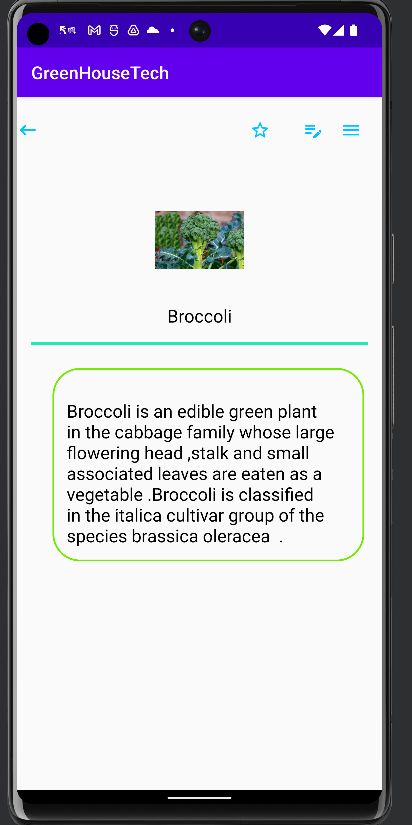 GreenHouseTech
Broccoli
Broccoli is an edible green plant
in the cabbage family whose large
flowering head ,stalk and small
associated leaves are eaten as a
vegetable .Broccoli is classified
in the italica cultivar group of the
species brassica oleracea  .